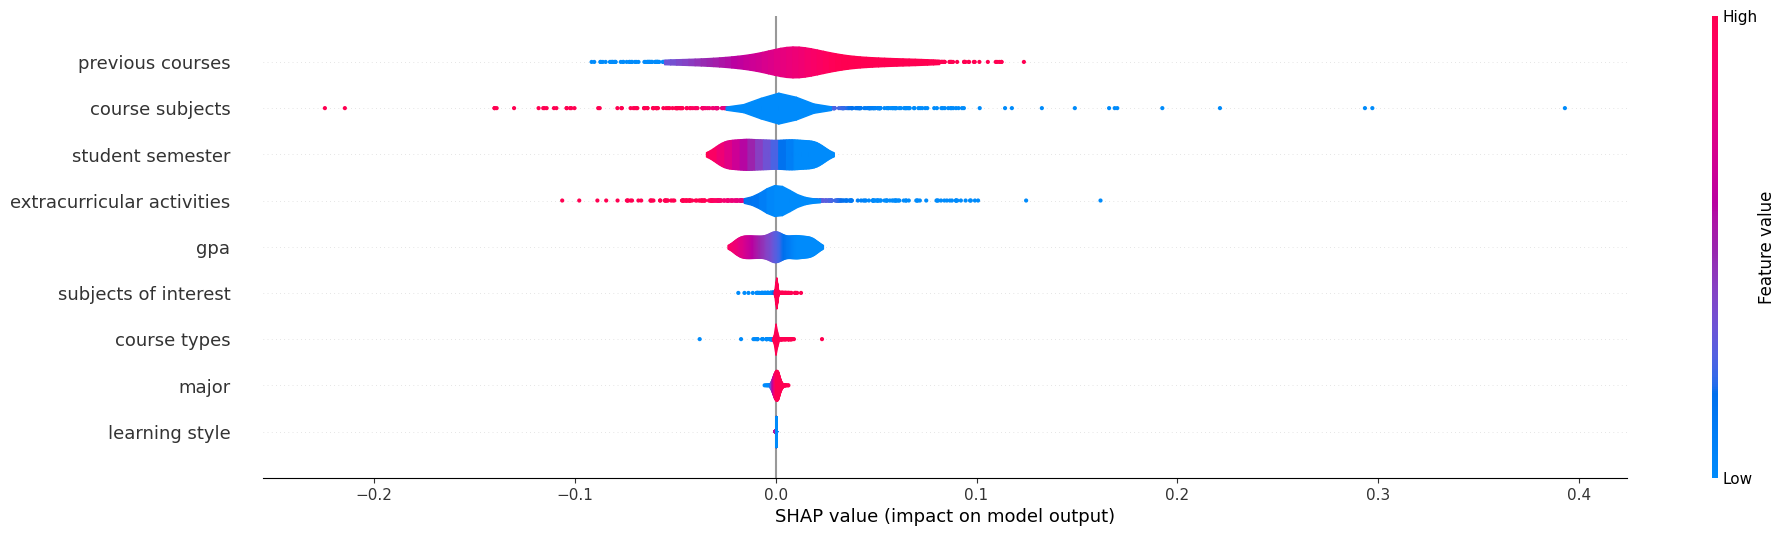 previous courses
course subjects
student semester
extracurricular activities
gpa
subjects of interest
course types
major
learning style
−0.2 −0.1 0.0 0.1 0.2 0.3 0.4
SHAP value (impact on model output)
High
Feature value
Low